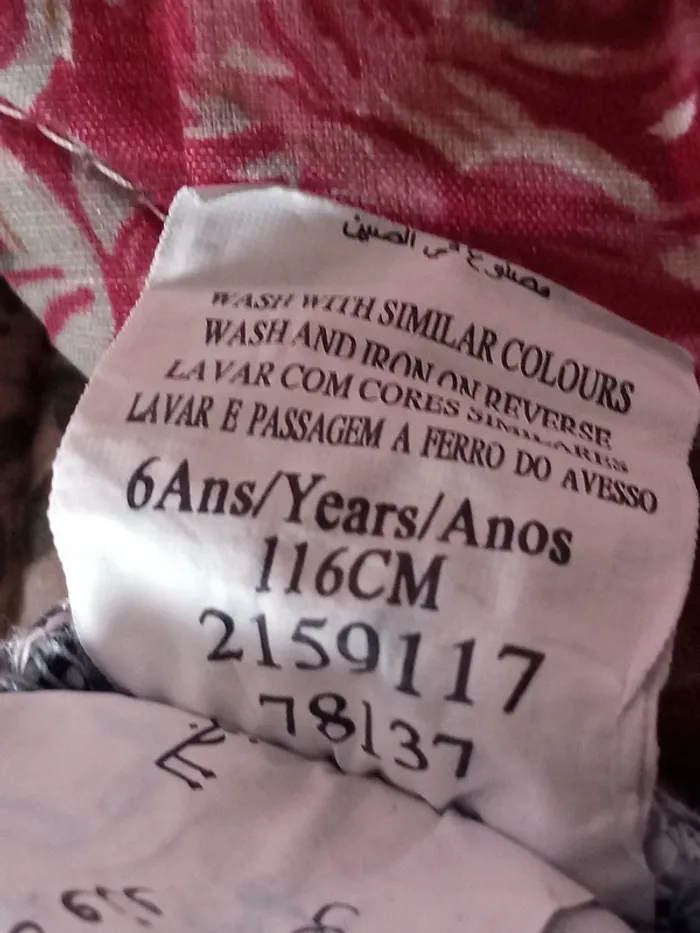 مصنوع في الصين
WASH WITH SIMILAR COLOURS
WASH AND IRON ON REVERSE
LAVAR COM CORES SIMILARES
LAVAR E PASSAGEM A FERRO DO AVESSO
6Ans/Years/Anos
116CM
2159117
78137